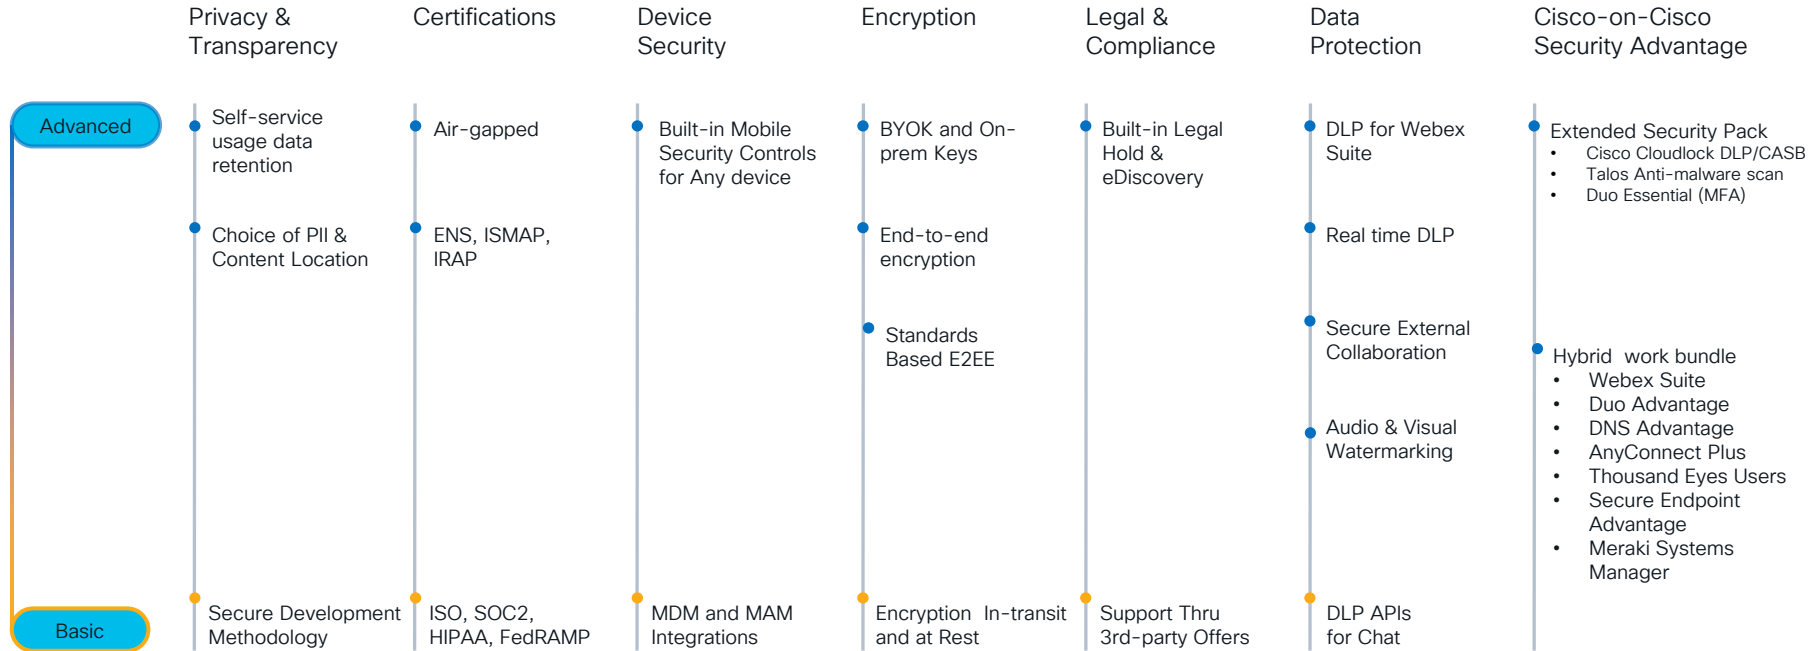 Privacy &
Transparency
Certifications
Device
Security
Encryption
Legal &
Compliance
Data
Protection
Cisco-on-Cisco
Security Advantage
Advanced
Self-service
usage data
retention
Air-gapped
Built-in Mobile
Security Controls
for Any device
BYOK and On-
prem Keys
Built-in Legal
Hold &
eDiscovery
DLP for Webex
Suite
Extended Security Pack
• Cisco Cloudlock DLP/CASB
• Talos Anti-malware scan
• Duo Essential (MFA)
Choice of PII &
Content Location
ENS, ISMAP,
IRAP
End-to-end
encryption
Real time DLP
Standards
Based E2EE
Secure External
Collaboration
Audio & Visual
Watermarking
Hybrid work bundle
• Webex Suite
• Duo Advantage
• DNS Advantage
• AnyConnect Plus
• Thousand Eyes Users
• Secure Endpoint
Advantage
• Meraki Systems
Manager
Basic
Secure Development
Methodology
ISO, SOC2,
HIPAA, FedRAMP
MDM and MAM
Integrations
Encryption In-transit
and at Rest
Support Thru
3rd-party Offers
DLP APIs
for Chat